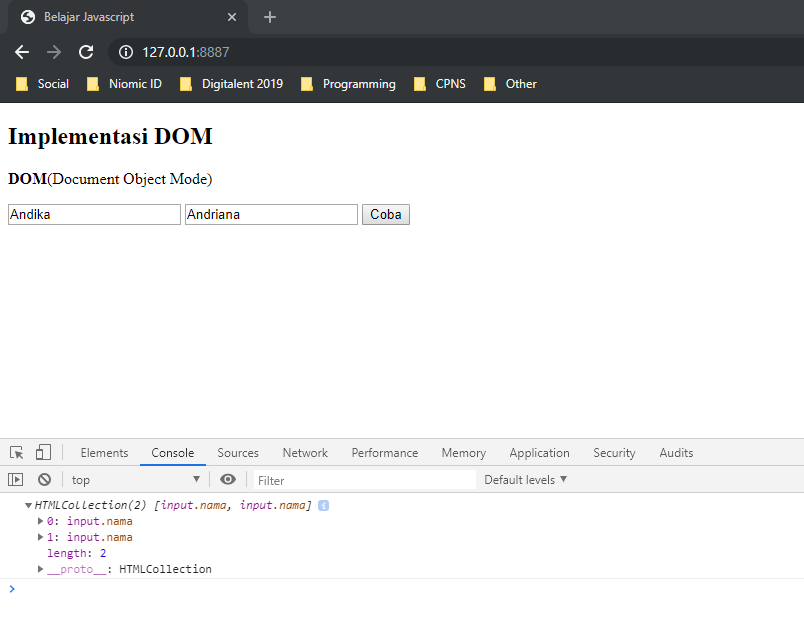 Belajar Javascript
127.0.0.1:8887
Social Niomic ID Digitalent 2019 Programming CPNS Other
Implementasi DOM
DOM(Document Object Mode)
Andika Andriana Coba
Elements Console Sources Network Performance Memory Application Security Audits
top Filter Default levels
HTMLCollection(2) [input.nama, input.nama]
0: input.nama
1: input.nama
length: 2
__proto__: HTMLCollection